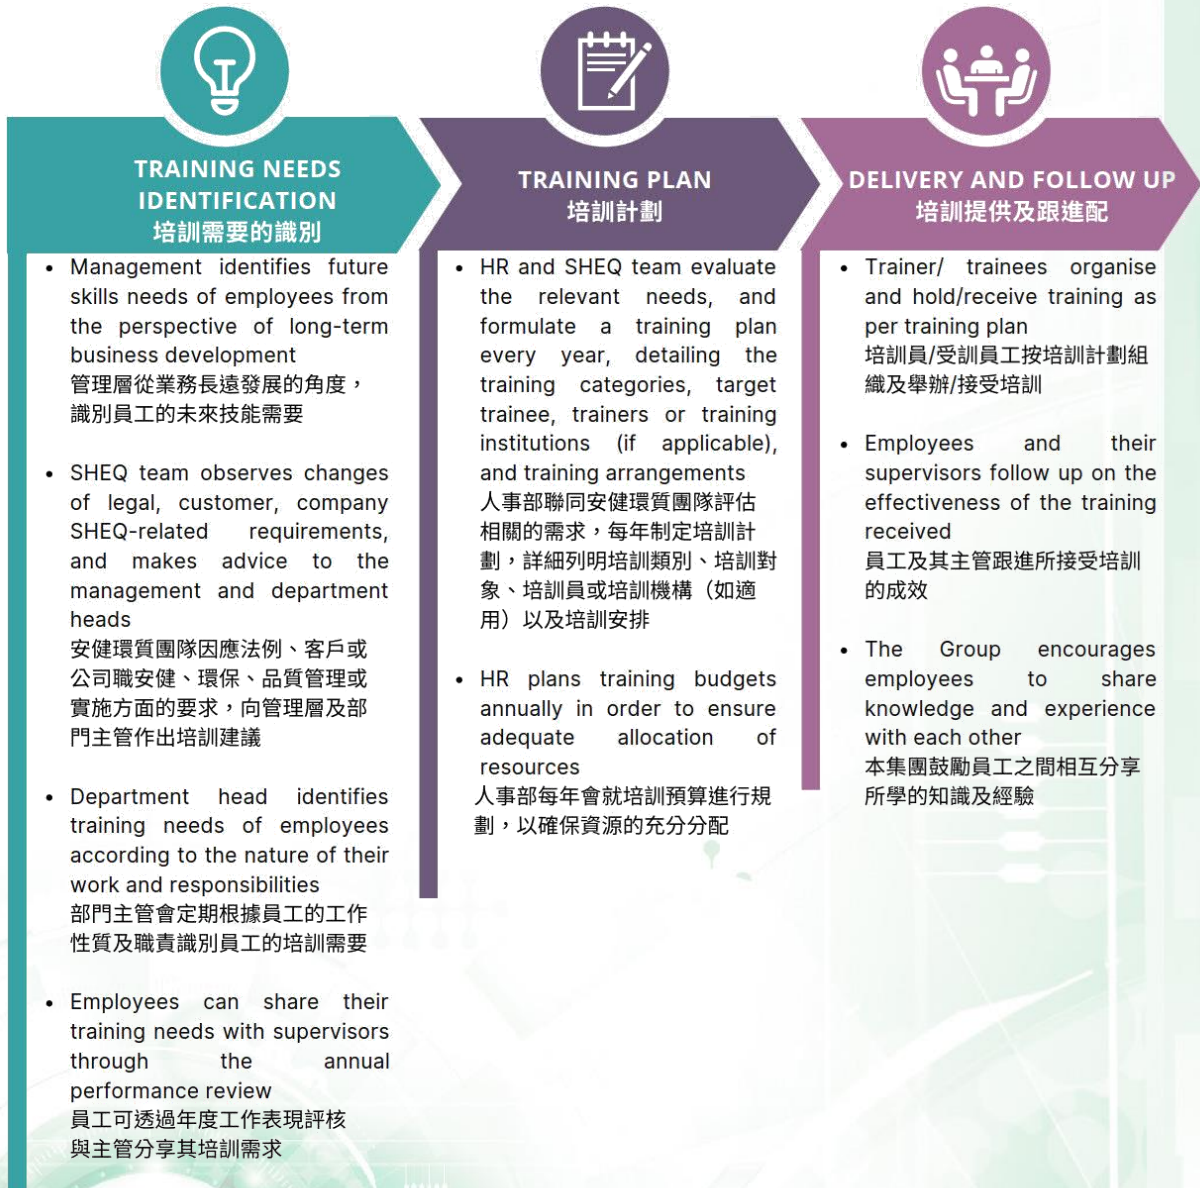 TRAINING NEEDS
IDENTIFICATION
培訓需要的識別
• Management identifies future
skills needs of employees from
the perspective of long-term
business development
管理層從業務長遠發展的角度，
識別員工的未來技能需要
• SHEQ team observes changes
of legal, customer, company
SHEQ-related requirements,
and makes advice to the
management and department
heads
安健環質團隊因應法例、客戶或
公司職安健、環保、品質管理或
實施方面的要求，向管理層及部
門主管作出培訓建議
• Department head identifies
training needs of employees
according to the nature of their
work and responsibilities
部門主管會定期根據員工的工作
性質及職責識別員工的培訓需要
• Employees can share their
training needs with supervisors
through the annual
performance review
員工可透過年度工作表現評核
與主管分享其培訓需求
TRAINING PLAN
培訓計劃
• HR and SHEQ team evaluate
the relevant needs, and
formulate a training plan
every year, detailing the
training categories, target
trainee, trainers or training
institutions (if applicable),
and training arrangements
人事部聯同安健環質團隊評估
相關的需求，每年制定培訓計
劃，詳細列明培訓類別、培訓對
象、培訓員或培訓機構（如適
用）以及培訓安排
• HR plans training budgets
annually in order to ensure
adequate allocation of
resources
人事部每年會就培訓預算進行規
劃，以確保資源的充分分配
DELIVERY AND FOLLOW UP
培訓提供及跟進配
• Trainer/ trainees organise
and hold/receive training as
per training plan
培訓員/受訓員工按培訓計劃組
織及舉辦/接受培訓
• Employees and their
supervisors follow up on the
effectiveness of the training
received
員工及其主管跟進所接受培訓
的成效
• The Group encourages
employees to share
knowledge and experience
with each other
本集團鼓勵員工之間相互分享
所學的知識及經驗